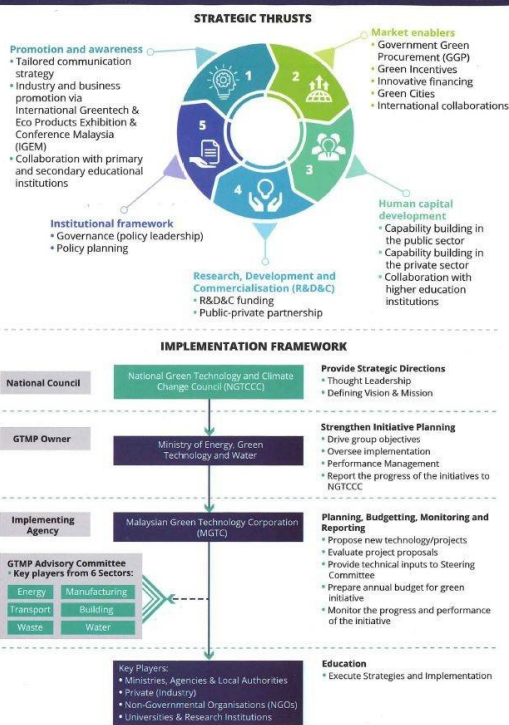 STRATEGIC THRUSTS
Promotion and awareness
• Tailored communication
strategy
• Industry and business
promotion via
International Greentech &
Eco Products Exhibition &
Conference Malaysia
(IGEM)
• Collaboration with primary
and secondary educational
institutions
1
Market enablers
• Government Green
Procurement (GGP)
• Green Incentives
• Innovative financing
• Green Cities
• International collaborations
2
3
Human capital
development
• Capability building in
the public sector
• Capability building in
the private sector
• Collaboration with
higher education
institutions
4
Research, Development and
Commercialisation (R&D&C)
• R&D&C funding
• Public-private partnership
5
Institutional framework
• Governance (policy leadership)
• Policy planning
IMPLEMENTATION FRAMEWORK
National Council
National Green Technology and Climate
Change Council (NGTCCC)
Provide Strategic Directions
• Thought Leadership
• Defining Vision & Mission
GTMP Owner
Ministry of Energy, Green
Technology and Water
Strengthen Initiative Planning
• Drive group objectives
• Oversee implementation
• Performance Management
• Report the progress of the initiatives to
NGTCCC
Implementing
Agency
Malaysian Green Technology Corporation
(MGTC)
Planning, Budgetting, Monitoring and
Reporting
• Propose new technology/projects
• Evaluate project proposals
• Provide technical inputs to Steering
Committee
• Prepare annual budget for green
initiative
• Monitor the progress and performance
of the initiative
GTMP Advisory Committee
• Key players from 6 Sectors:
Energy Manufacturing
Transport Building
Waste Water
Key Players:
• Ministries, Agencies & Local Authorities
• Private (Industry)
• Non-Governmental Organisations (NGOs)
• Universities & Research Institutions
Education
• Execute Strategies and Implementation